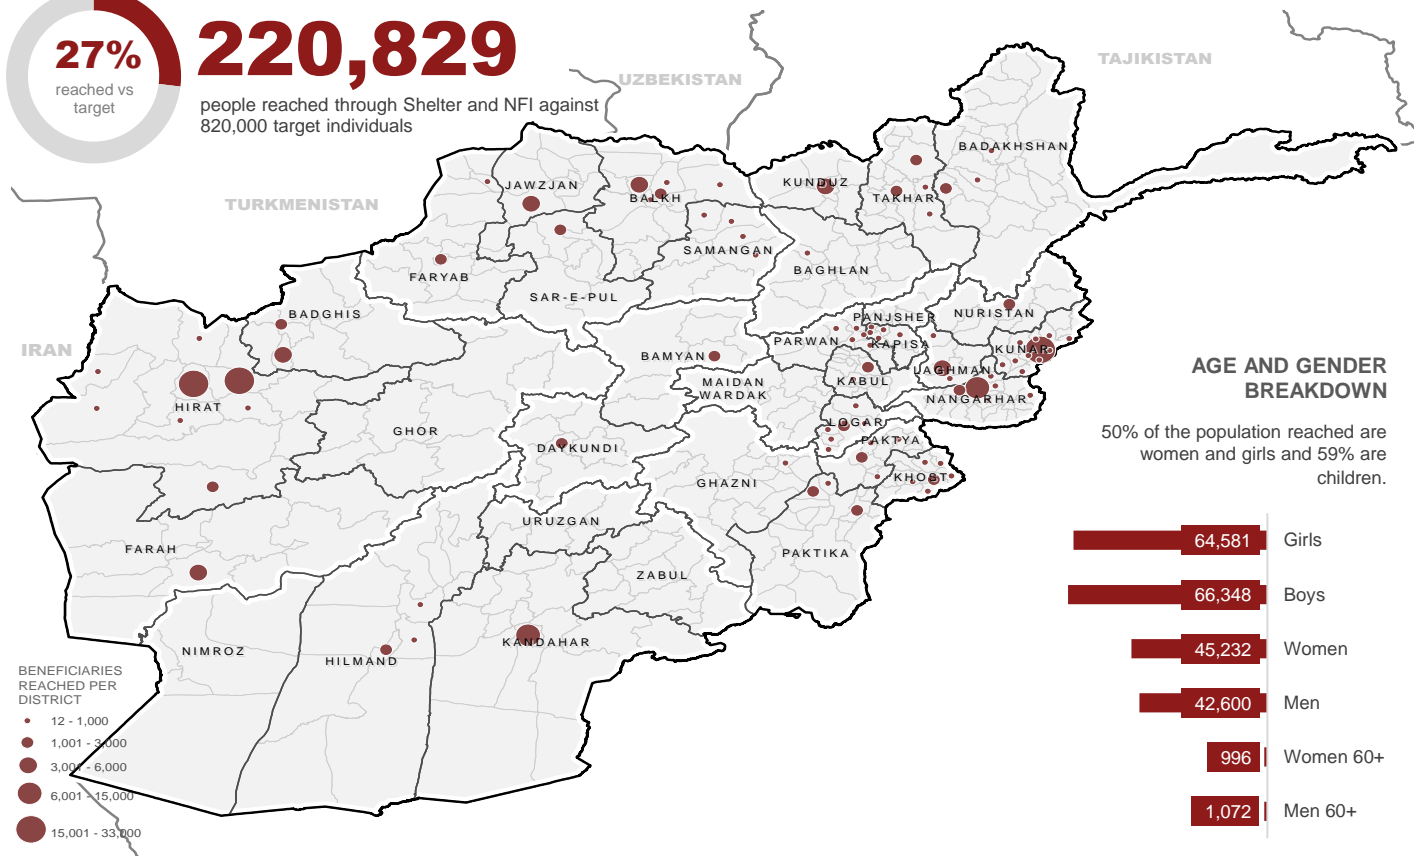 27%
reached vs
target
220,829
people reached through Shelter and NFI against
820,000 target individuals
UZBEKISTAN
TAJIKISTAN
TURKMENISTAN
IRAN
BADAKHSHAN
KUNDUZ
TAKHAR
JAWZJAN
BALKH
SAMANGAN
BAGHLAN
FARYAB
SAR-E-PUL
BADGHIS
PANJSHER
NURISTAN
PARWAN
KAPISA
KUNAR
BAMYAN
LAGHMAN
KABUL
MAIDAN
WARDAK
NANGARHAR
HIRAT
GHOR
LOGAR
PAKTYA
DAYKUNDI
GHAZNI
KHOST
URUZGAN
FARAH
PAKTIKA
ZABUL
KANDAHAR
NIMROZ
HILMAND
BENEFICIARIES
REACHED PER
DISTRICT
12 - 1,000
1,001 - 3,000
3,001 - 6,000
6,001 - 15,000
15,001 - 33,000
AGE AND GENDER
BREAKDOWN
50% of the population reached are
women and girls and 59% are
children.
64,581 Girls
66,348 Boys
45,232 Women
42,600 Men
996 Women 60+
1,072 Men 60+